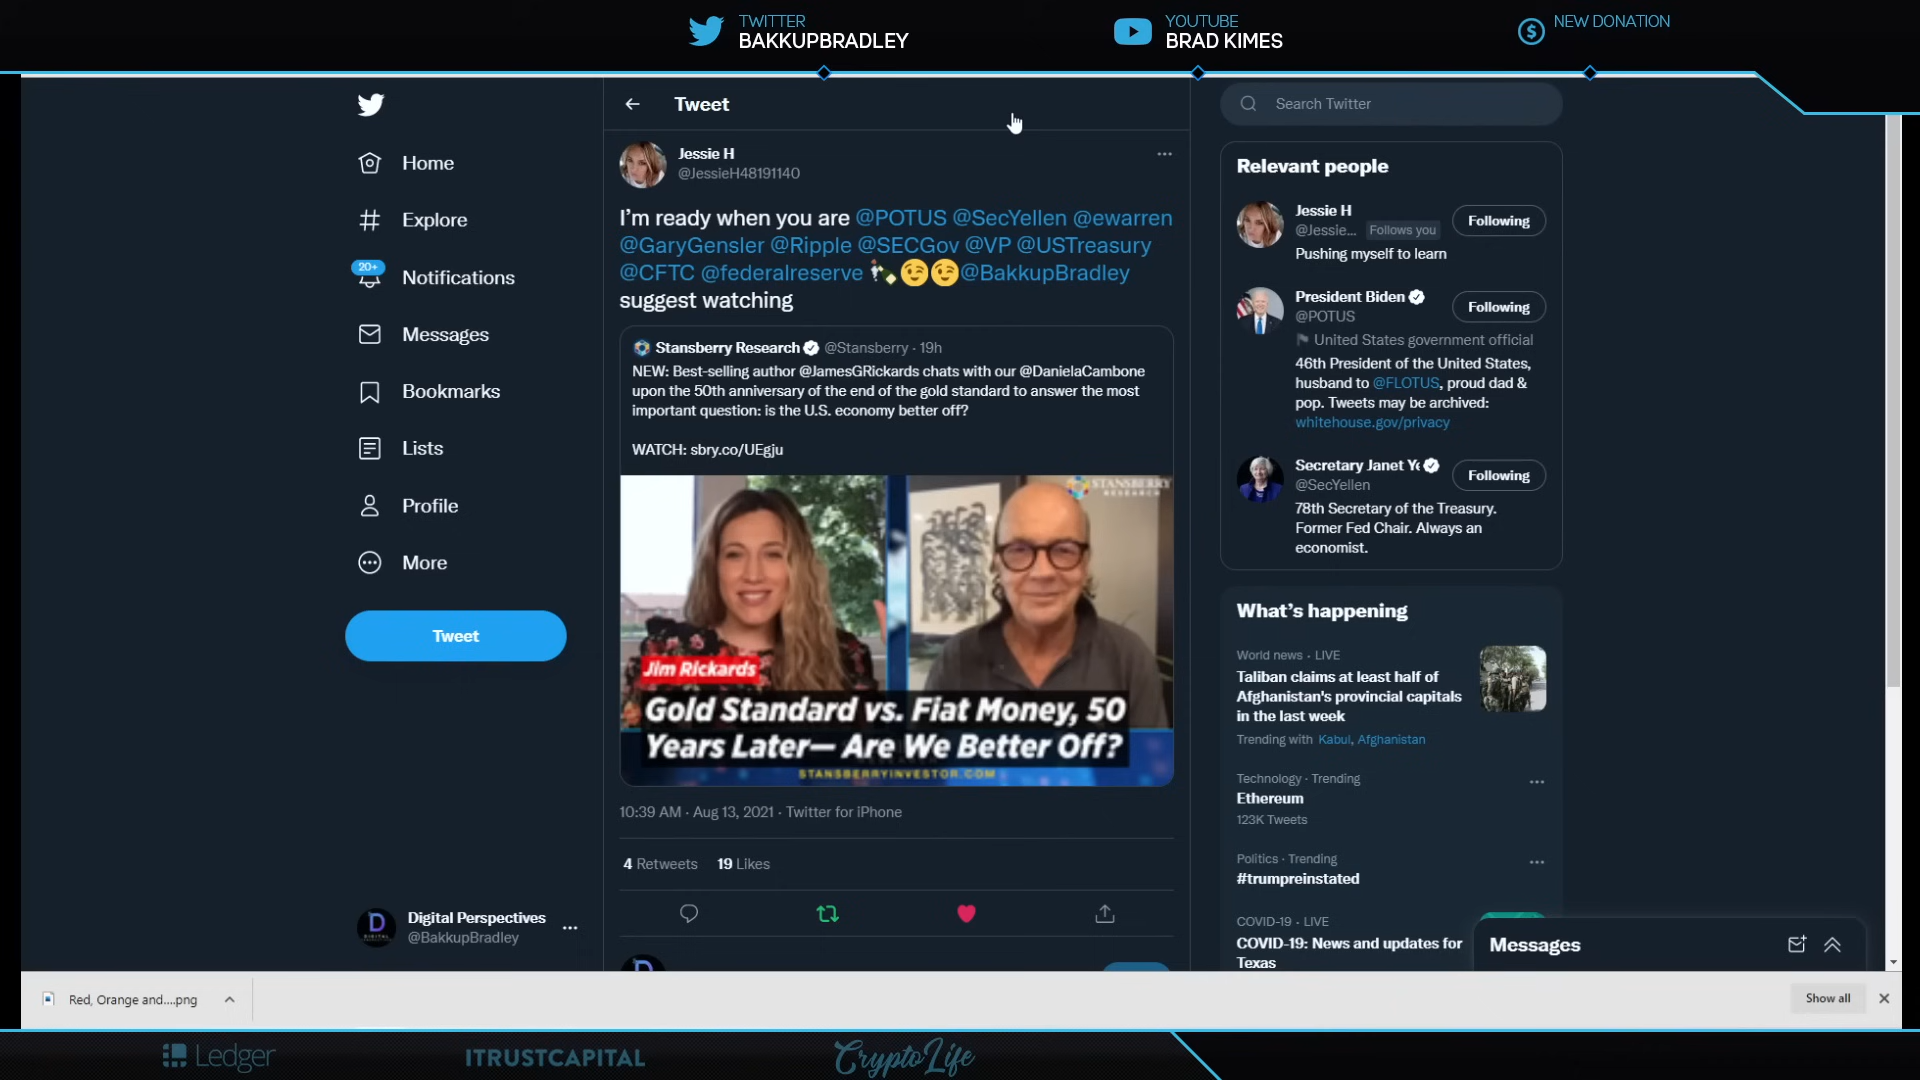 TWITTER
BAKKUPBRADLEY
YOUTUBE
BRAD KIMES
NEW DONATION
Home
Explore
20+
Notifications
Messages
Bookmarks
Lists
Profile
More
Tweet
Digital Perspectives
@BakkupBradley
Tweet
Jessie H
@JessieH48191140
I'm ready when you are @POTUS @SecYellen @ewarren
@GaryGensler @Ripple @SECGov @VP @USTreasury
@CFTC @federalreserve 🍾😉😉@BakkupBradley
suggest watching
Stansberry Research @Stansberry · 19h
NEW: Best-selling author @JamesGRickards chats with our @DanielaCambone
upon the 50th anniversary of the end of the gold standard to answer the most
important question: is the U.S. economy better off?
WATCH: sbry.co/UEgju
STANSBERRY
RESEARCH
Jim Rickards
Gold Standard vs. Fiat Money, 50
Years Later— Are We Better Off?
STANSBERRYINVESTOR.COM
10:39 AM · Aug 13, 2021 · Twitter for iPhone
4 Retweets 19 Likes
Search Twitter
Relevant people
Jessie H
@Jessie... Follows you
Following
Pushing myself to learn
President Biden
@POTUS
Following
United States government official
46th President of the United States,
husband to @FLOTUS, proud dad &
pop. Tweets may be archived:
whitehouse.gov/privacy
Secretary Janet Ye
@SecYellen
Following
78th Secretary of the Treasury.
Former Fed Chair. Always an
economist.
What's happening
World news · LIVE
Taliban claims at least half of
Afghanistan's provincial capitals
in the last week
Trending with Kabul, Afghanistan
Technology · Trending
Ethereum
123K Tweets
Politics · Trending
#trumpreinstated
COVID-19 · LIVE
COVID-19: News and updates for
Texas
Messages
Red, Orange and....png
Show all
Ledger
ITRUSTCAPITAL
CryptoLife